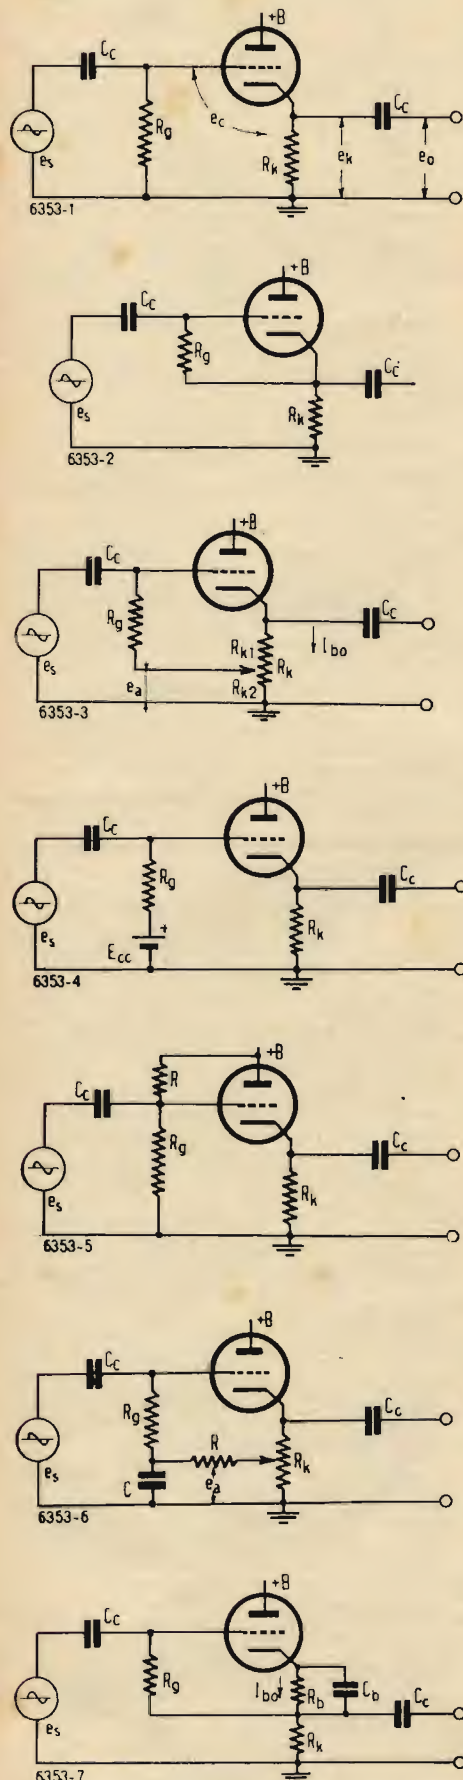 +B
Cc
Rg
ec
Cc
Rk
ek
eo
es
6353-1
+B
Cc
Rg
Cc
Rk
es
6353-2
+B
Cc
Rg
Cc
Rk1
Rk
Ibo
Rk2
es
ea
6353-3
+B
Cc
Rg
Cc
es
+
Ecc
Rk
6353-4
+B
R
Cc
Rg
Cc
es
Rk
6353-5
+B
Cc
Rg
Cc
R
Rk
es
C
ea
6353-6
+B
Cc
Rg
Ibo
Rb
Cb
Cc
es
Rk
6353-7